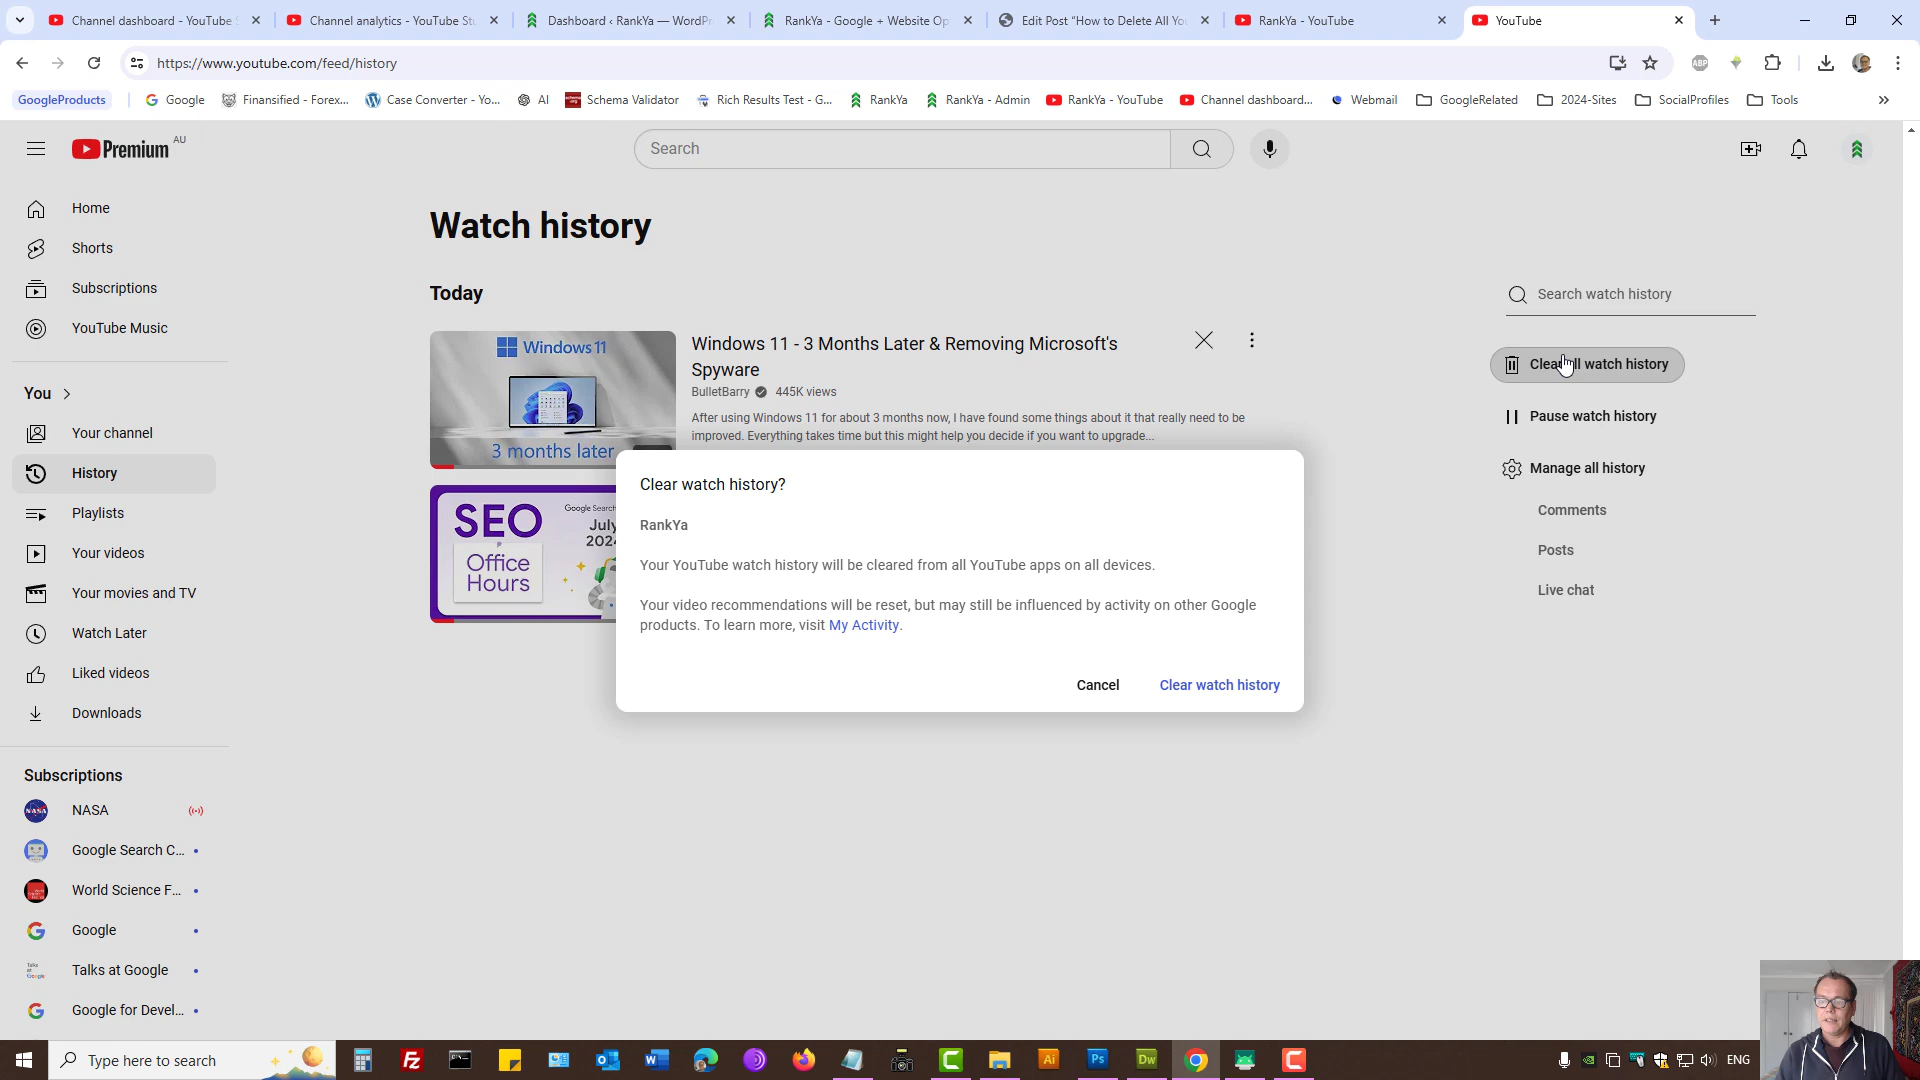 Channel dashboard - YouTube S
Channel analytics - YouTube Stu
Dashboard ‹ RankYa — WordPr
RankYa - Google + Website Op
Edit Post "How to Delete All You
RankYa - YouTube
YouTube
https://www.youtube.com/feed/history
ABP
GoogleProducts
Google
Finansified - Forex...
Case Converter - Yo...
AI
Schema Validator
Rich Results Test - G...
RankYa
RankYa - Admin
RankYa - YouTube
Channel dashboard...
Webmail
GoogleRelated
2024-Sites
SocialProfiles
Tools
Premium AU
Search
Home
Shorts
Subscriptions
YouTube Music
You
Your channel
History
Playlists
Your videos
Your movies and TV
Watch Later
Liked videos
Downloads
Subscriptions
NASA
Google Search C...
World Science F...
Google
Talks at Google
Google for Devel...
Watch history
Today
Windows 11
3 months later
Windows 11 - 3 Months Later & Removing Microsoft's
Spyware
BulletBarry 445K views
After using Windows 11 for about 3 months now, I have found some things about it that really need to be
improved. Everything takes time but this might help you decide if you want to upgrade...
SEO
Office
Hours
Google Search
July
202
Clear watch history?
RankYa
Your YouTube watch history will be cleared from all YouTube apps on all devices.
Your video recommendations will be reset, but may still be influenced by activity on other Google
products. To learn more, visit My Activity.
Cancel
Clear watch history
Search watch history
Clear all watch history
Pause watch history
Manage all history
Comments
Posts
Live chat
Type here to search
Ai
Ps
Dw
ENG